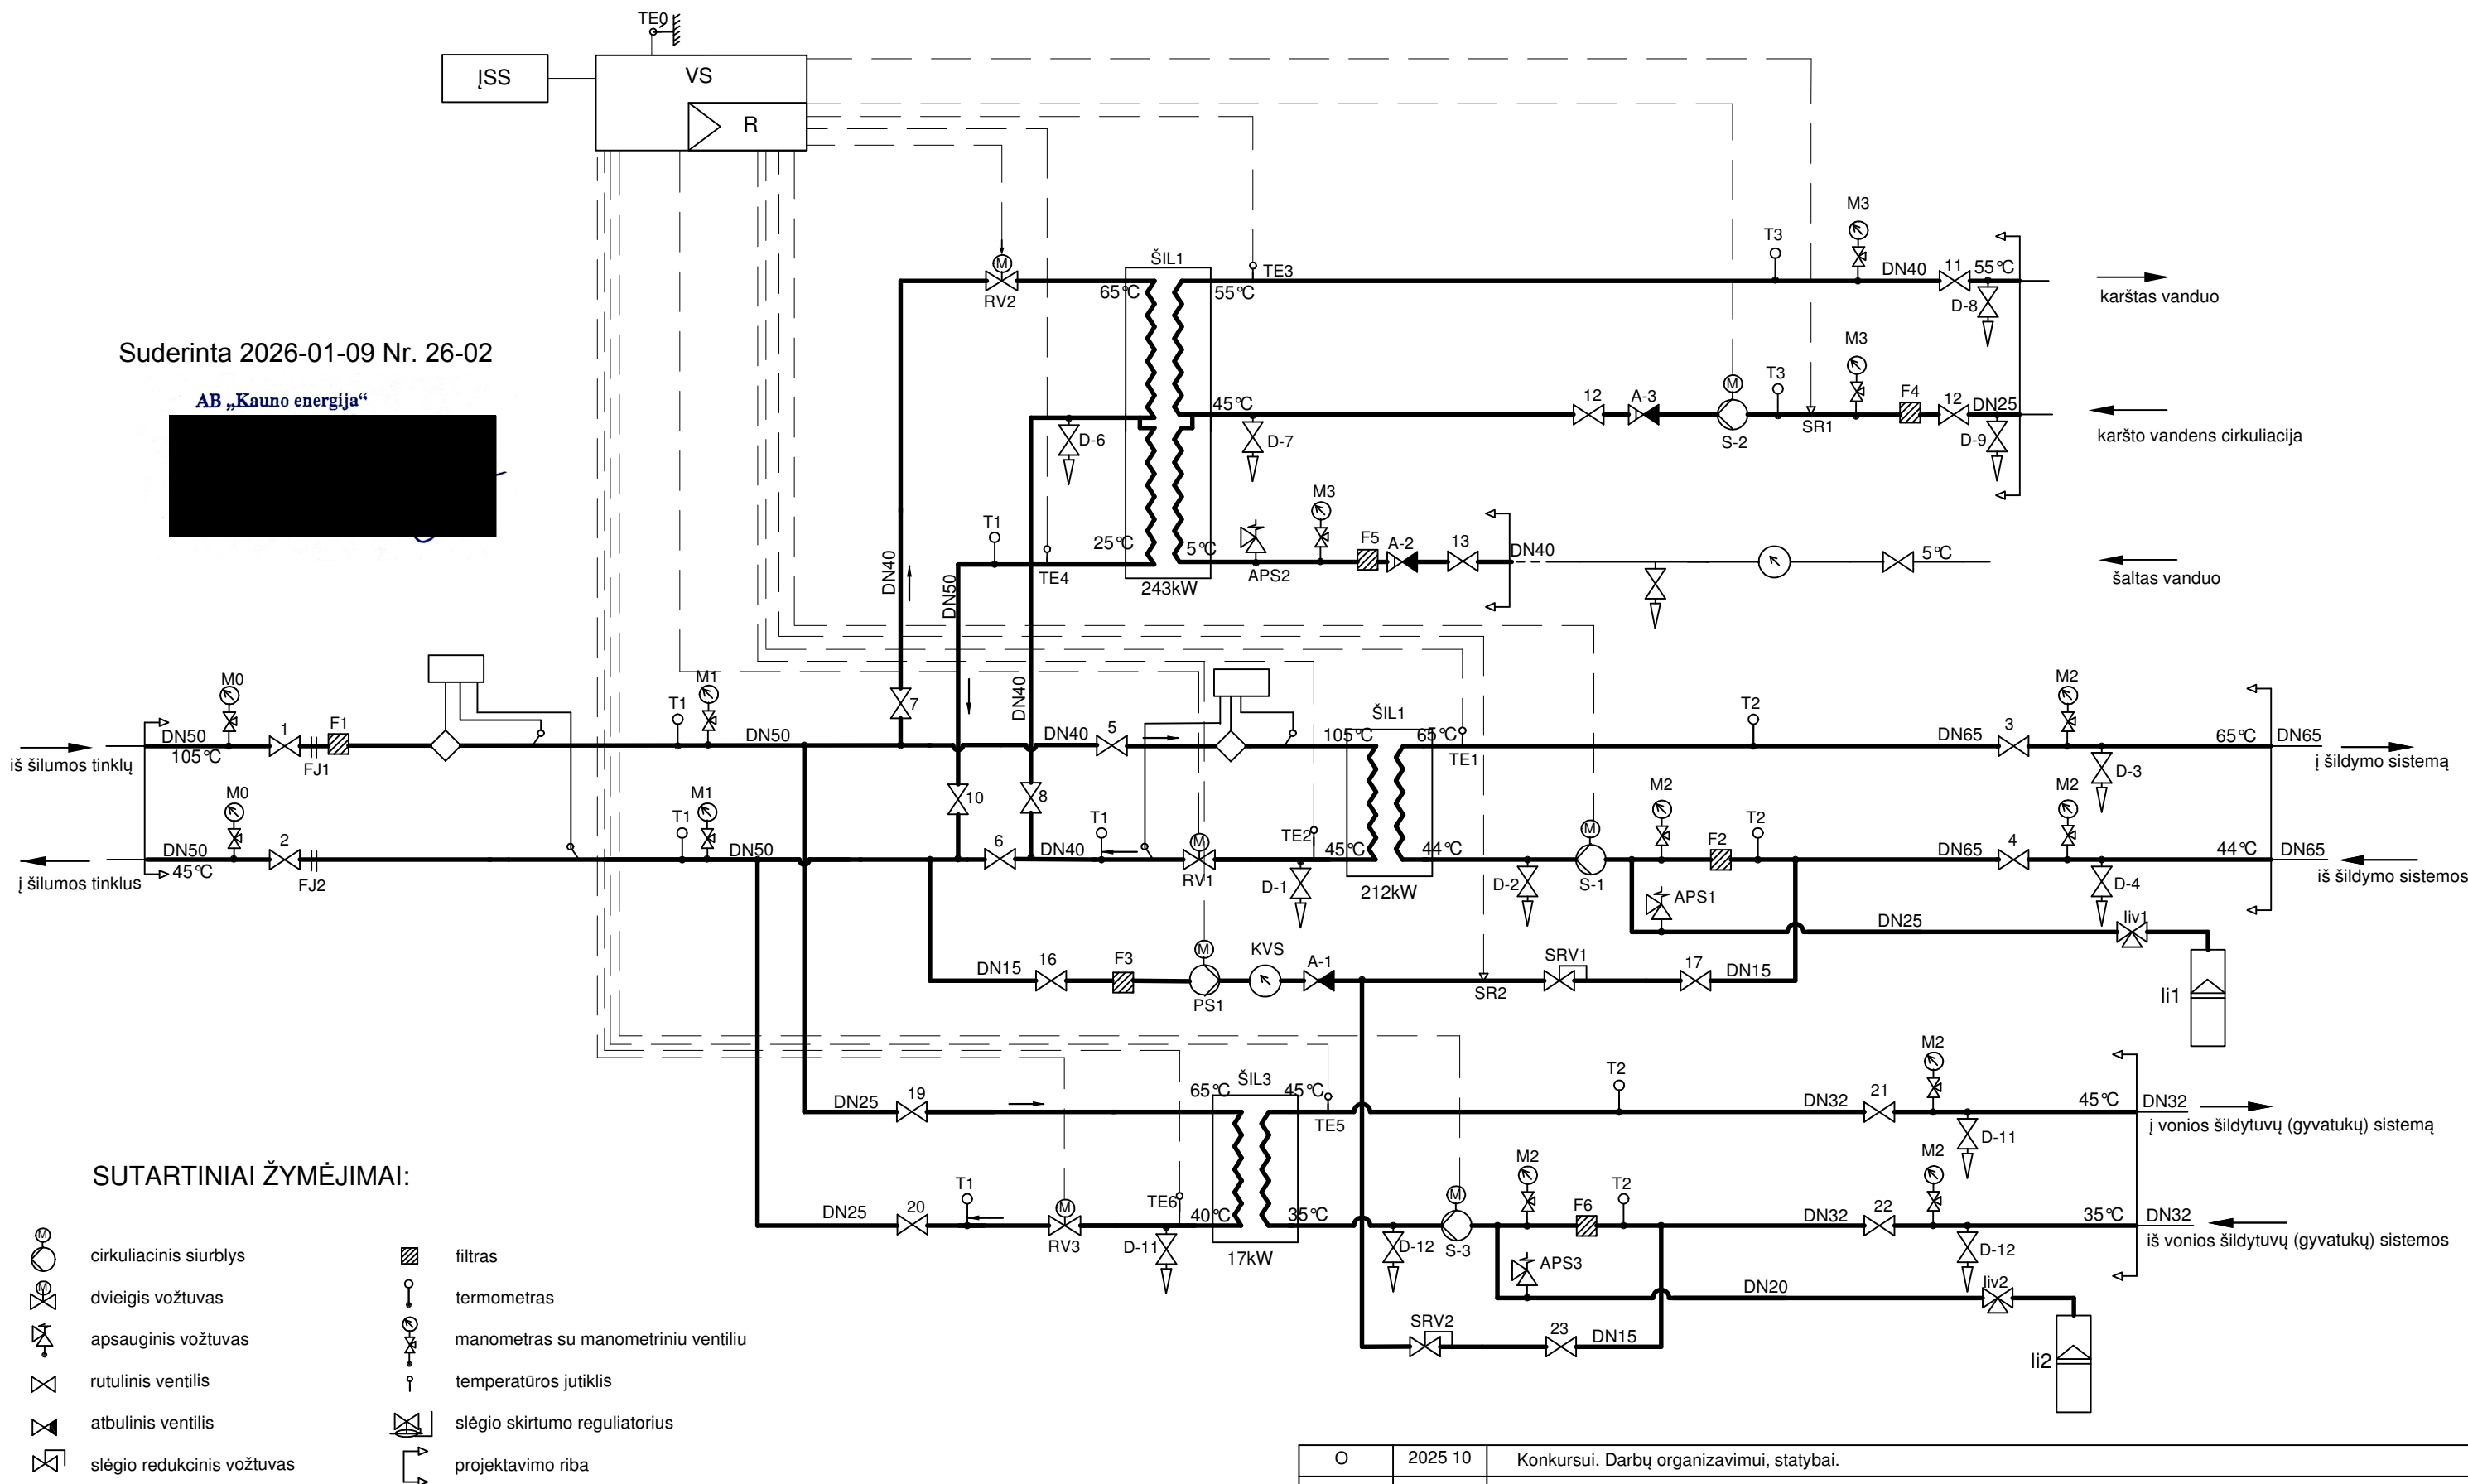 TE0
ĮSS
VS
R
Suderinta 2026-01-09 Nr. 26-02
AB „Kauno energija“
M
RV2
ŠIL1
65°C
55°C
TE3
T3
M3
DN40
11
55°C
D-8
karštas vanduo
45°C
D-6
D-7
12
A-3
M
S-2
T3
SR1
M3
F4
12
DN25
D-9
karšto vandens cirkuliacija
T1
TE4
25°C
5°C
243kW
APS2
M3
F5
A-2
13
DN40
5°C
šaltas vanduo
DN40
DN50
DN40
7
10
8
iš šilumos tinklų
DN50
105°C
M0
1
FJ1
F1
T1
M1
DN50
DN40
5
105°C
ŠIL1
65°C
TE1
T2
DN65
3
M2
D-3
65°C
DN65
į šildymo sistemą
į šilumos tinklus
DN50
45°C
M0
2
FJ2
T1
M1
DN50
6
DN40
T1
M
RV1
TE2
D-1
45°C
44°C
212kW
D-2
M
S-1
M2
F2
T2
DN65
4
M2
D-4
44°C
DN65
iš šildymo sistemos
APS1
DN25
Iiv1
Ii1
DN15
16
F3
M
PS1
KVS
A-1
SR2
SRV1
17
DN15
DN25
19
65°C
ŠIL3
45°C
TE5
T2
DN32
21
M2
D-11
45°C
DN32
į vonios šildytuvų (gyvatukų) sistemą
DN25
20
T1
M
RV3
TE6
D-11
40°C
35°C
17kW
D-12
M
S-3
M2
F6
T2
DN32
22
M2
D-12
35°C
DN32
iš vonios šildytuvų (gyvatukų) sistemos
APS3
DN20
Iiv2
Ii2
SRV2
23
DN15
SUTARTINIAI ŽYMĖJIMAI:
M
cirkuliacinis siurblys
filtras
M
dvieigis vožtuvas
termometras
apsauginis vožtuvas
manometras su manometriniu ventiliu
rutulinis ventilis
temperatūros jutiklis
atbulinis ventilis
slėgio skirtumo reguliatorius
slėgio redukcinis vožtuvas
projektavimo riba
O
2025 10
Konkursui. Darbų organizavimui, statybai.